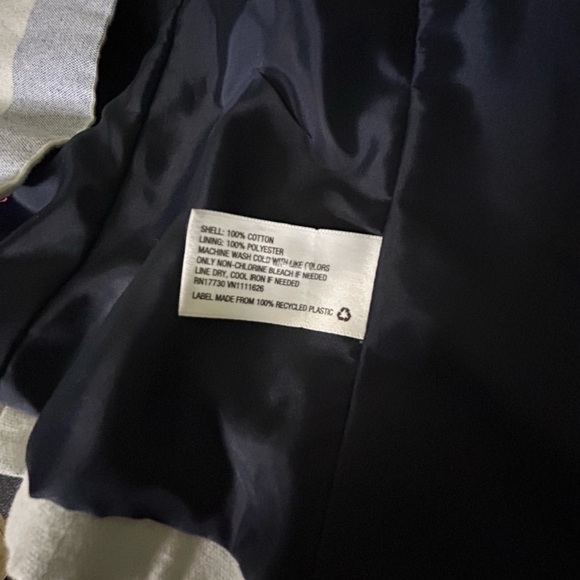 SHELL: 100% COTTON
LINING: 100% POLYESTER
MACHINE WASH COLD WITH LIKE COLORS
ONLY NON-CHLORINE BLEACH IF NEEDED
LINE DRY, COOL IRON IF NEEDED
RN17730 VN1111626
LABEL MADE FROM 100% RECYCLED PLASTIC